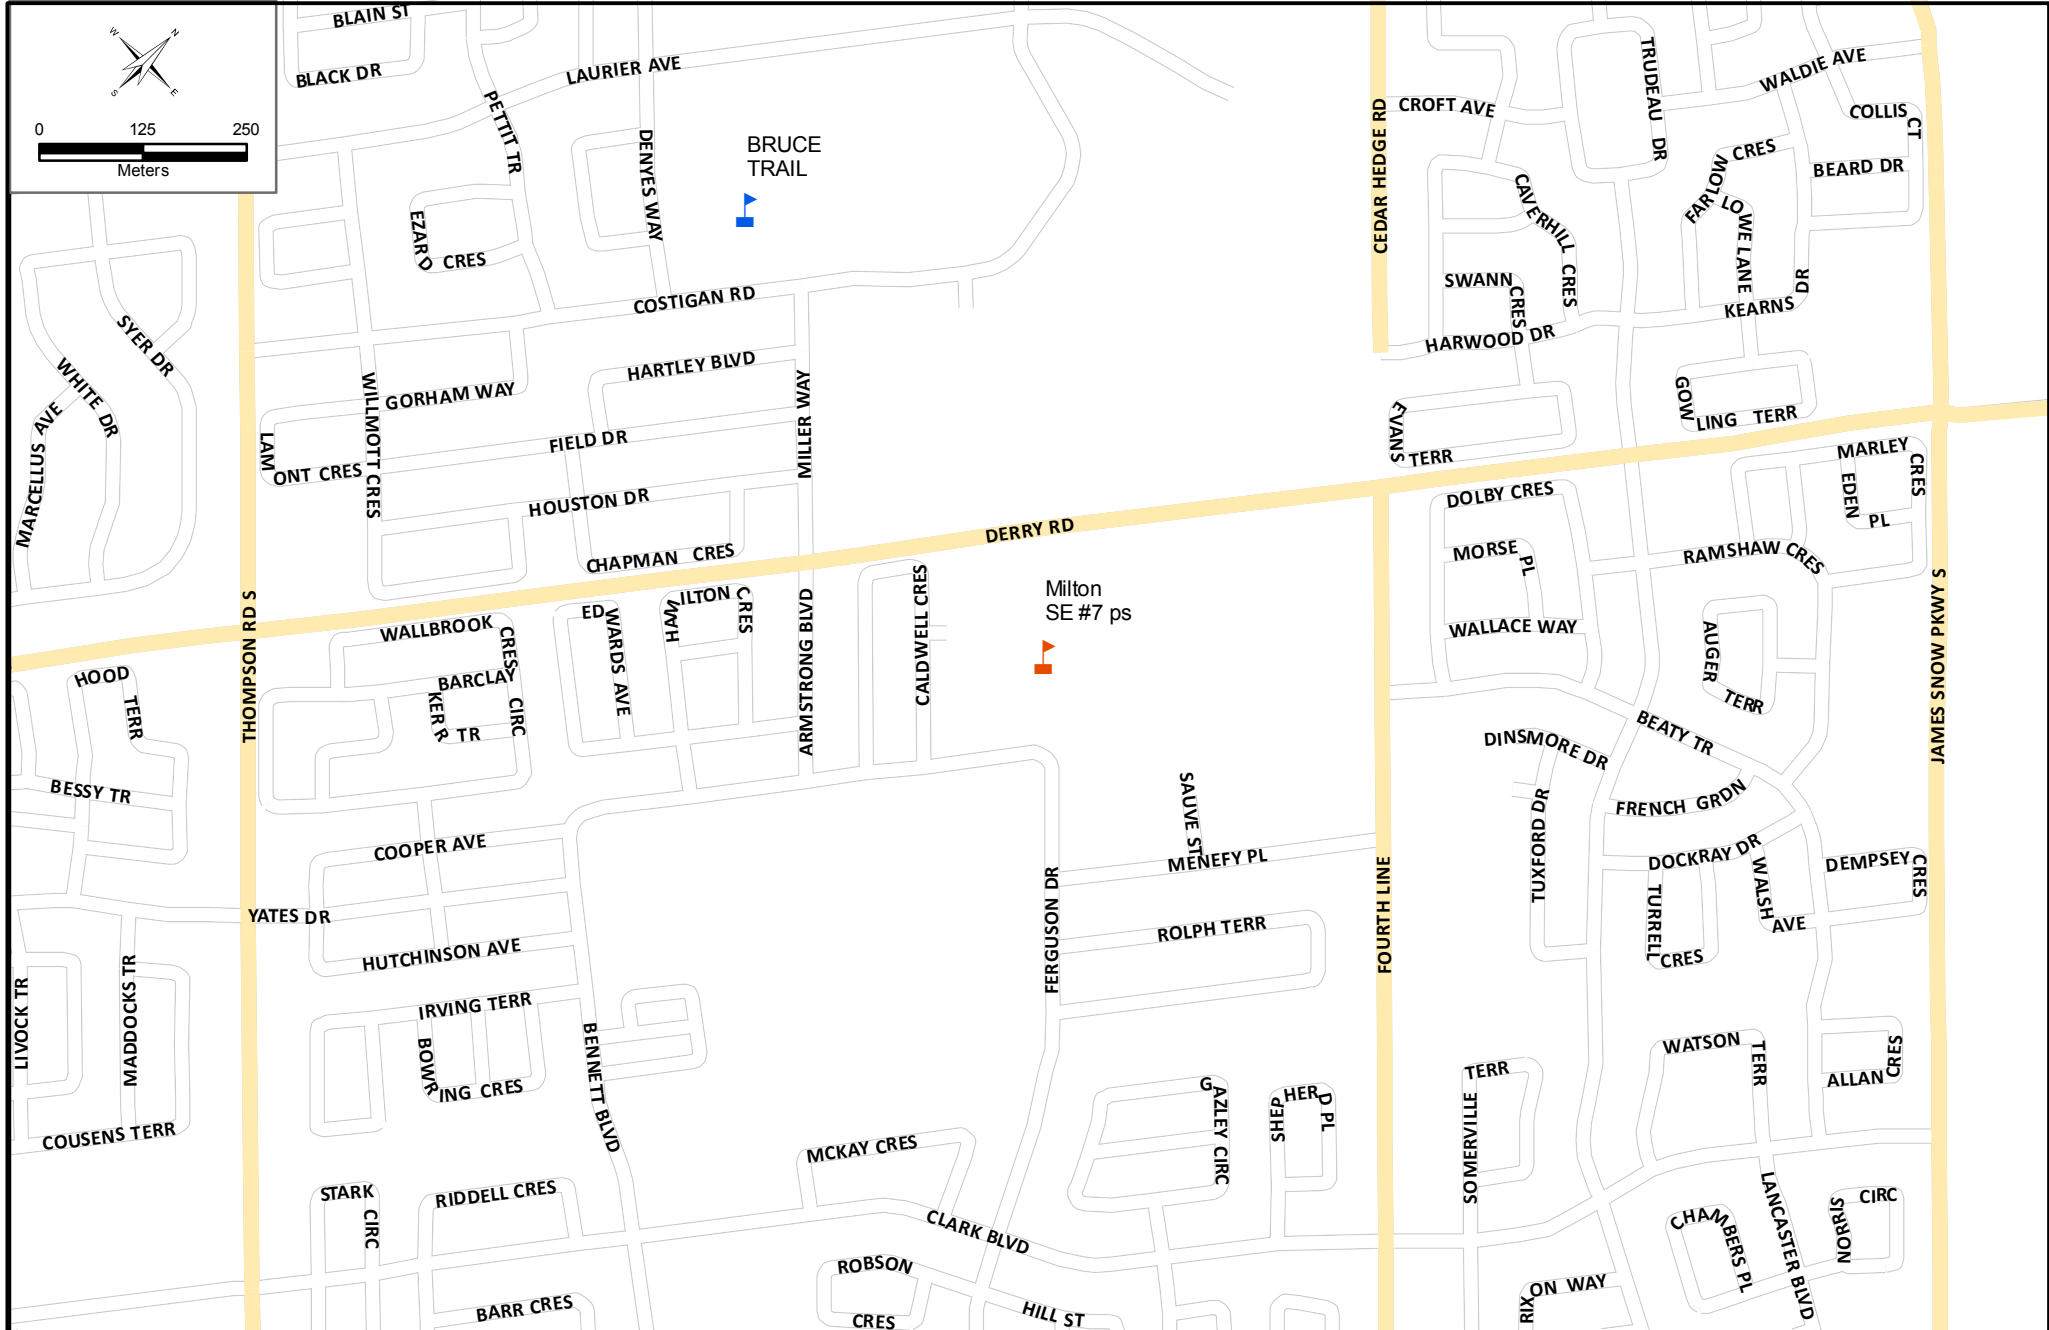 BLAIN ST
BLACK DR
W
N
S
E
0 125 250
Meters
LAURIER AVE
PETTIT TR
DENYES WAY
BRUCE
TRAIL
EZARD CRES
COSTIGAN RD
CEDAR HEDGE RD
CROFT AVE
TRUDEAU DR
WALDIE AVE
COLLIS CT
BEARD DR
FARLOW CRES
LOWE LANE
CAVERHILL CRES
SWANN CRES
HARWOOD DR
KEARNS DR
SYER DR
WHITE DR
MARCELLUS AVE
HARTLEY BLVD
GORHAM WAY
WILLMOTT CRES
LAMONT CRES
FIELD DR
HOUSTON DR
MILLER WAY
CHAPMAN CRES
EVANS TERR
GOWLING TERR
DERRY RD
MARLEY CRES
EDEN PL
DOLBY CRES
MORSE PL
RAMSHAW CRES
WALLACE WAY
Milton
SE #7 ps
THOMPSON RD S
WALLBROOK CRES
BARCLAY CIRC
KERR TR
EDWARDS AVE
HAMILTON CRES
ARMSTRONG BLVD
CALDWELL CRES
AUGER TERR
JAMES SNOW PKWY S
HOOD TERR
BESSY TR
BEATY TR
DINSMORE DR
TUXFORD DR
FRENCH GRDN
SAUVE ST
MENEFY PL
COOPER AVE
DOCKRAY DR
DEMPSEY CRES
WALSH AVE
TURRELL CRES
YATES DR
HUTCHINSON AVE
FERGUSON DR
ROLPH TERR
FOURTH LINE
IRVING TERR
BOWRING CRES
BENNETT BLVD
LIVOCK TR
MADDOCKS TR
COUSENS TERR
WATSON TERR
ALLAN CRES
SOMERVILLE TERR
GAZLEY CIRC
SHEPHERD PL
MCKAY CRES
STARK CIRC
RIDDELL CRES
CLARK BLVD
CHAMBERS PL
LANCASTER BLVD
NORRIS CIRC
ROBSON CRES
HILL ST
RIXON WAY
BARR CRES